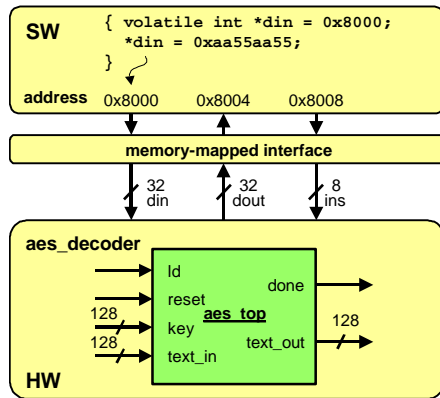 SW
{ volatile int *din = 0x8000;
*din = 0xaa55aa55;
}
address 0x8000 0x8004 0x8008
memory-mapped interface
32 32 8
din dout ins
aes_decoder
ld
reset done
128 key aes_top
128 text_in text_out 128
HW